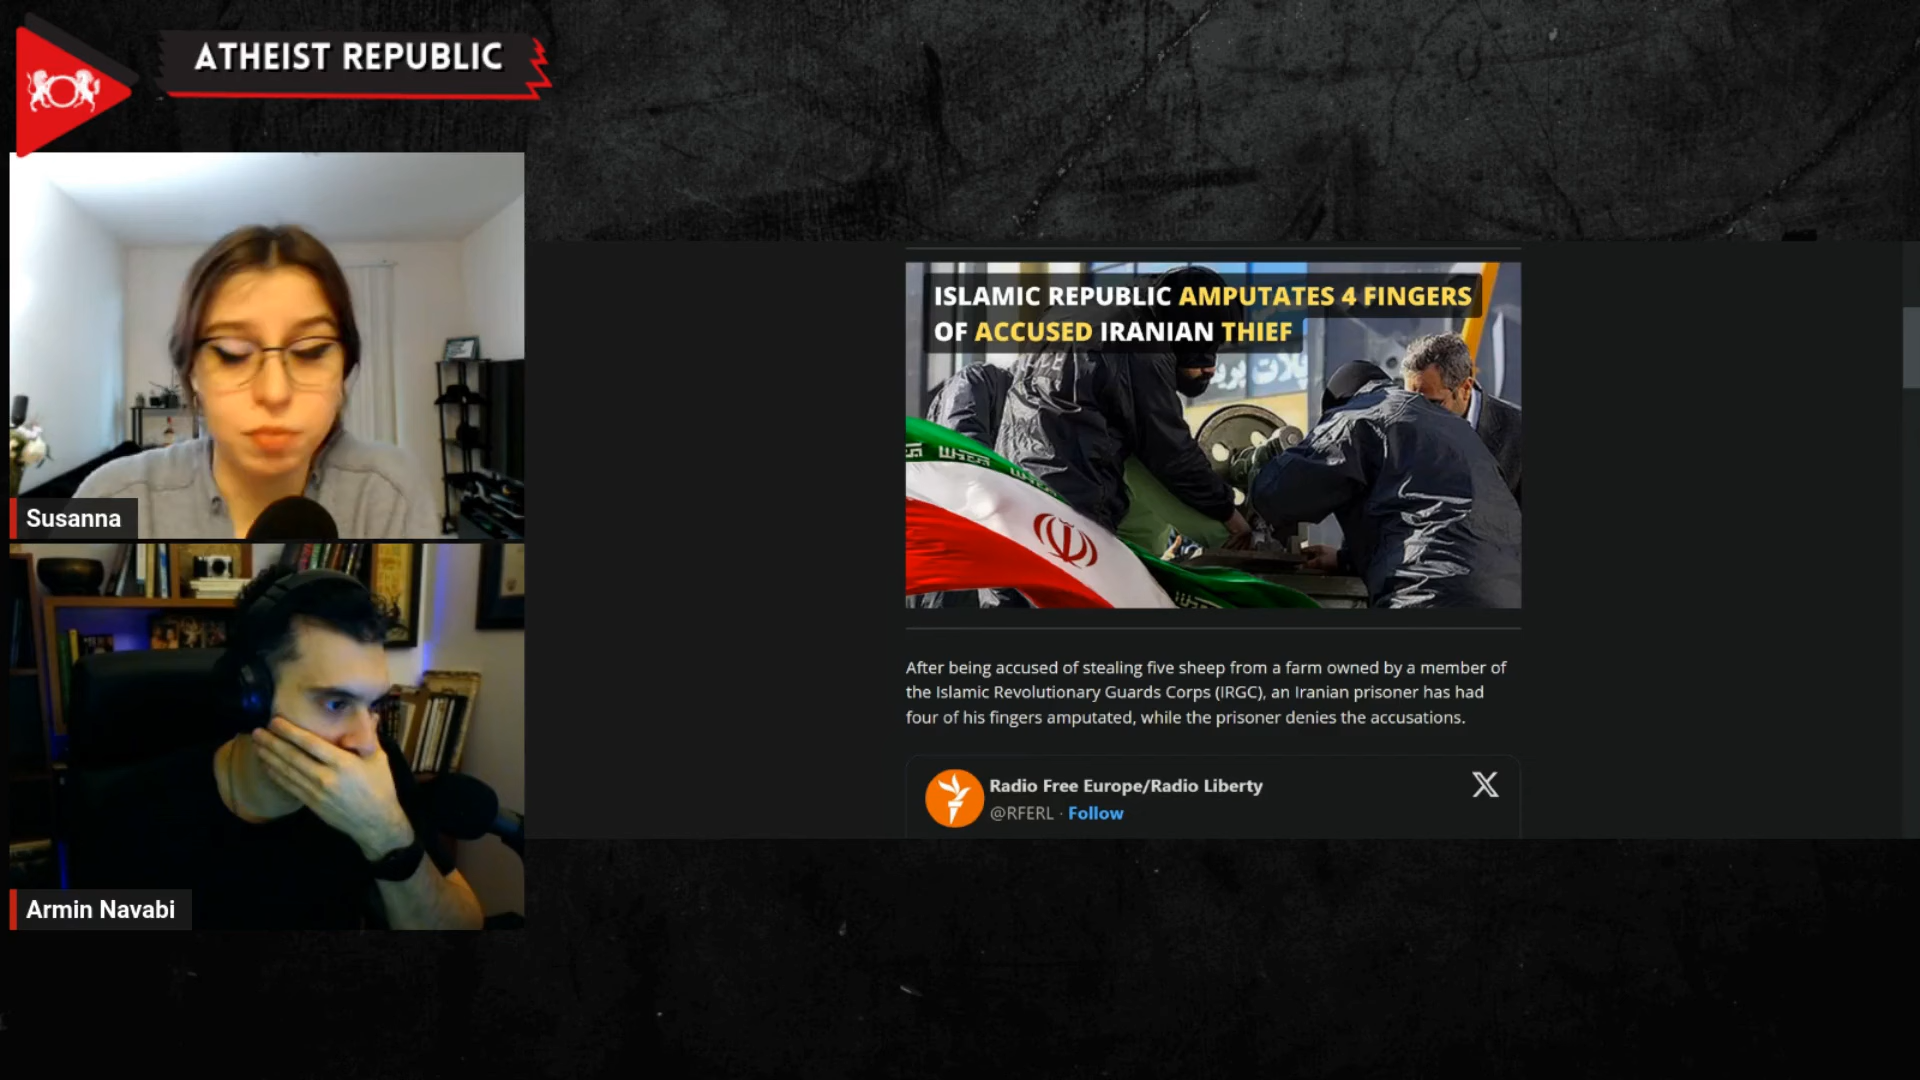 ATHEIST REPUBLIC
Susanna
Armin Navabi
ISLAMIC REPUBLIC AMPUTATES 4 FINGERS
OF ACCUSED IRANIAN THIEF
After being accused of stealing five sheep from a farm owned by a member of
the Islamic Revolutionary Guards Corps (IRGC), an Iranian prisoner has had
four of his fingers amputated, while the prisoner denies the accusations.
Radio Free Europe/Radio Liberty
@RFERL · Follow